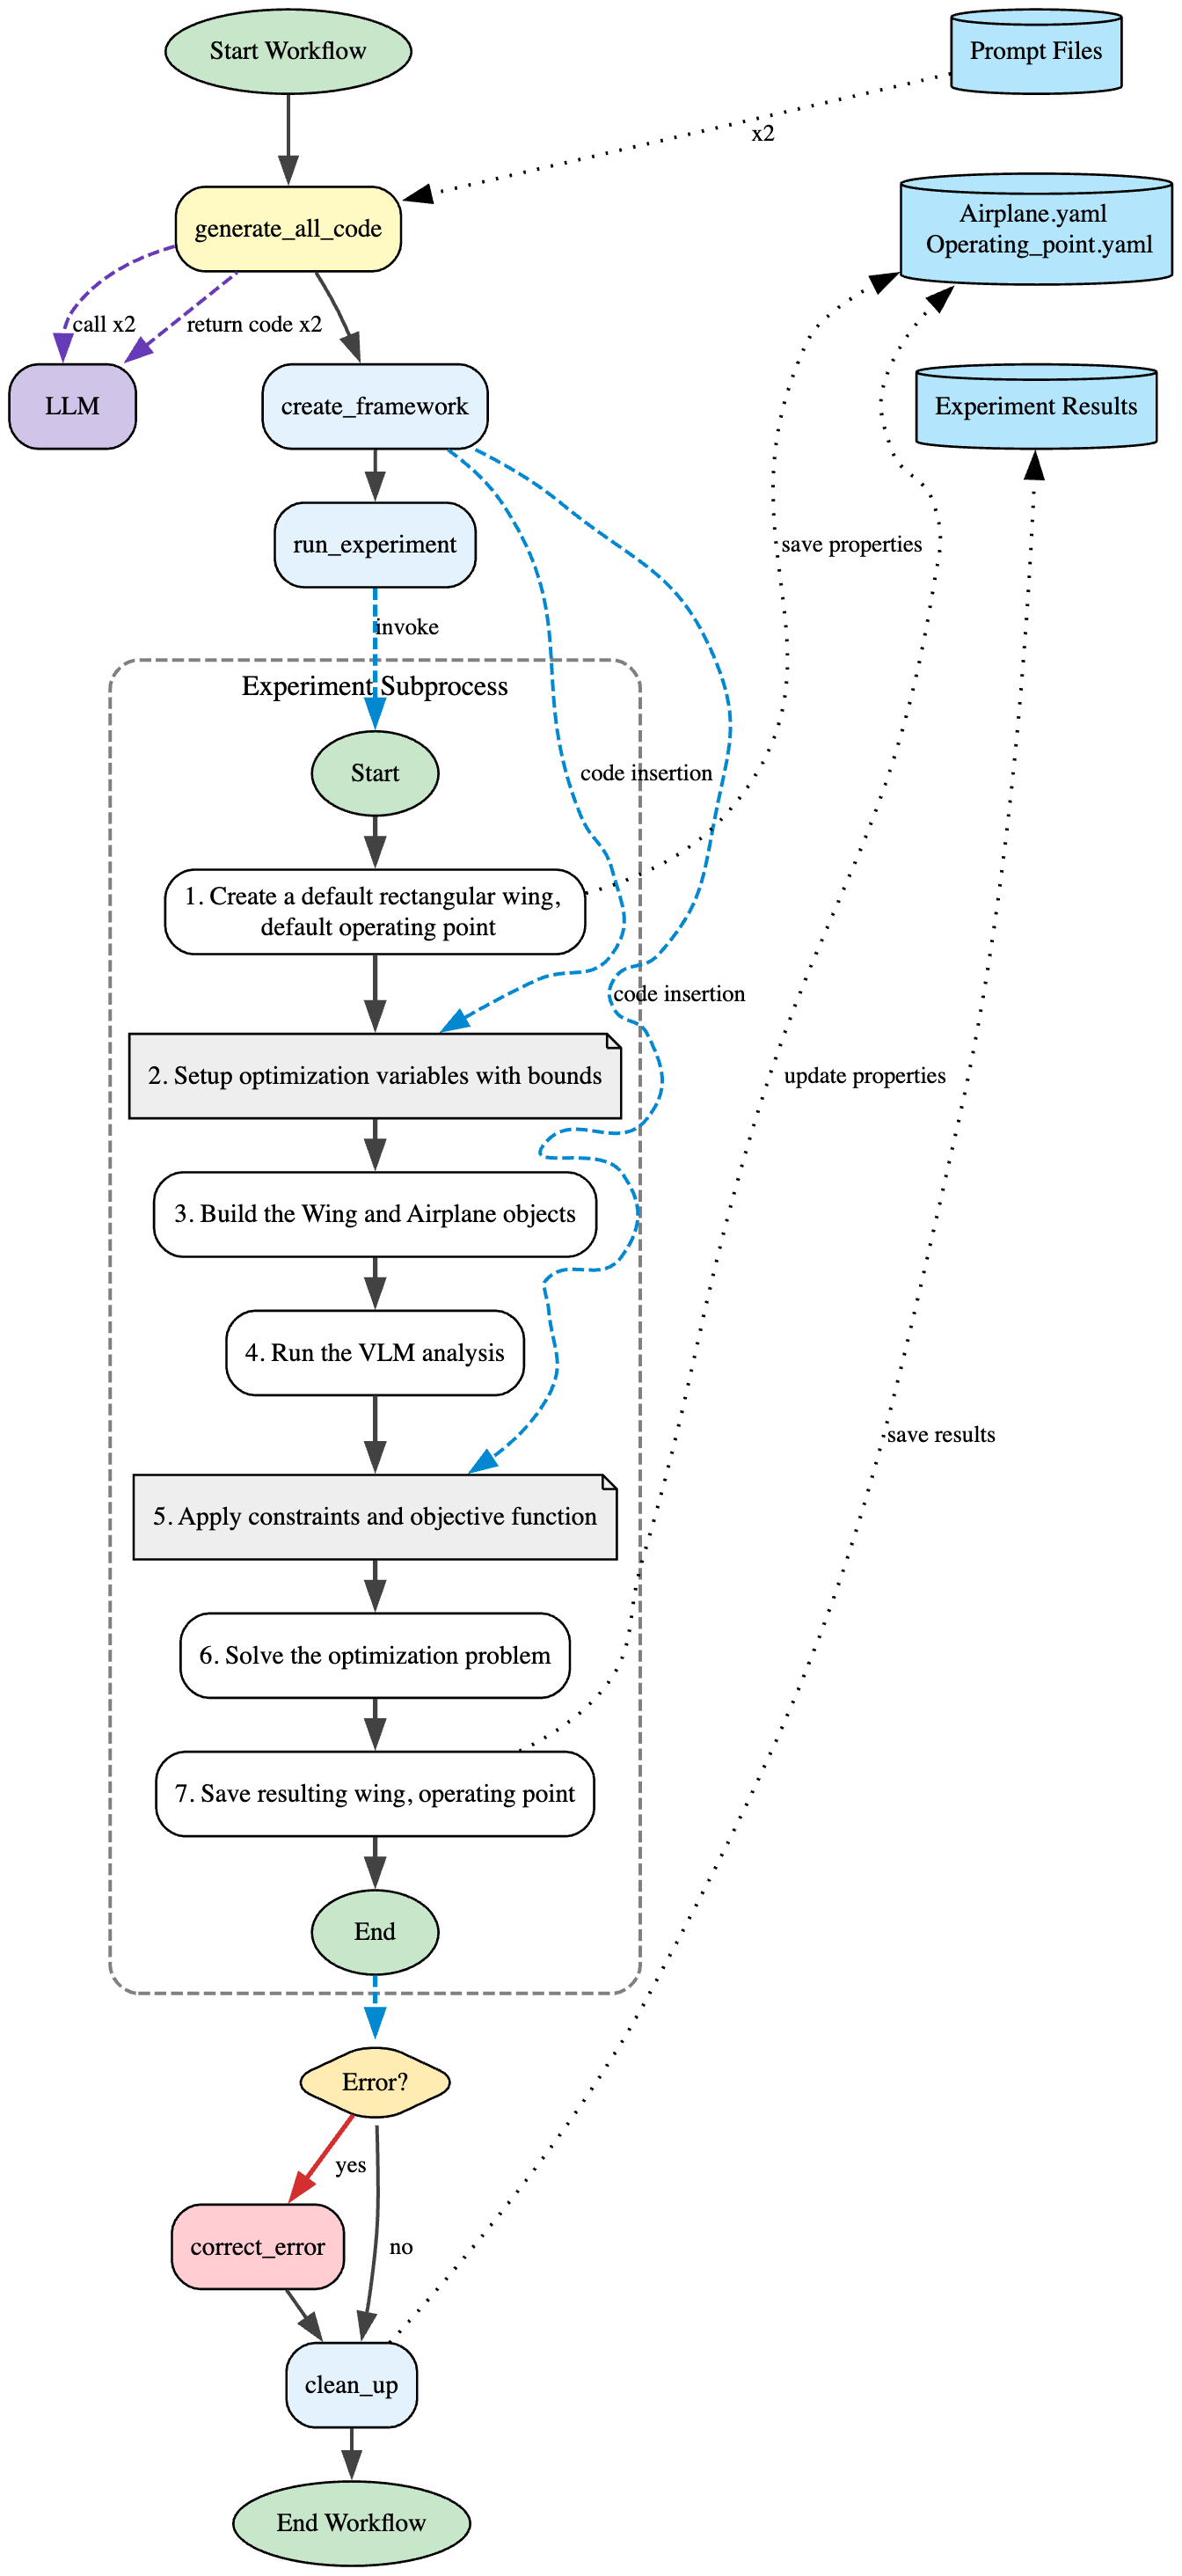 Start Workflow
Prompt Files
x2
generate_all_code
Airplane.yaml
Operating_point.yaml
call x2
return code x2
LLM
create_framework
Experiment Results
run_experiment
save properties
invoke
Experiment Subprocess
Start
code insertion
1. Create a default rectangular wing,
default operating point
code insertion
2. Setup optimization variables with bounds
update properties
3. Build the Wing and Airplane objects
4. Run the VLM analysis
save results
5. Apply constraints and objective function
6. Solve the optimization problem
7. Save resulting wing, operating point
End
Error?
yes
correct_error
no
clean_up
End Workflow